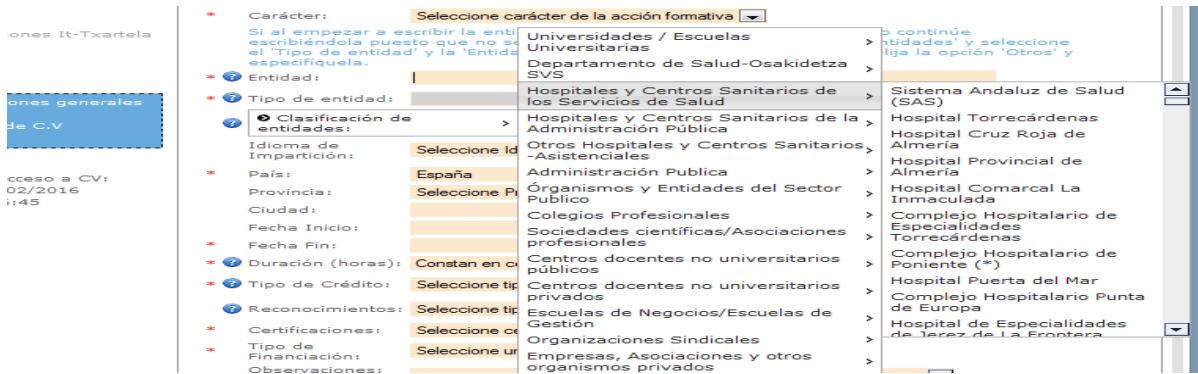 * Carácter: Seleccione carácter de la acción formativa
Si al empezar a escribir la enti
o continúe
escribiéndola puesto que no se
ntidades' y seleccione
el 'Tipo de entidad' y la 'Entida
lija la opción 'Otros' y
especifíquela.
* Entidad:
* Tipo de entidad:
Clasificación de
entidades: >
Idioma de
Impartición: Seleccione Id
* País: España
Provincia: Seleccione Pr
Ciudad:
Fecha Inicio:
* Fecha Fin:
* Duración (horas): Constan en ce
* Tipo de Crédito: Seleccione tip
Reconocimientos: Seleccione tip
* Certificaciones: Seleccione ce
* Tipo de
Financiación: Seleccione un
Observaciones:
ones It-Txartela
ones generales
de C.V
cceso a CV:
02/2016
:45
Universidades / Escuelas
Universitarias >
Departamento de Salud-Osakidetza
SVS >
Hospitales y Centros Sanitarios de
los Servicios de Salud >
Hospitales y Centros Sanitarios de la
Administración Pública >
Otros Hospitales y Centros Sanitarios
-Asistenciales >
Administración Publica >
Órganismos y Entidades del Sector
Publico >
Colegios Profesionales >
Sociedades científicas/Asociaciones
profesionales >
Centros docentes no universitarios
públicos >
Centros docentes no universitarios
privados >
Escuelas de Negocios/Escuelas de
Gestión >
Organizaciones Sindicales >
Empresas, Asociaciones y otros
organismos privados >
Sistema Andaluz de Salud
(SAS)
Hospital Torrecárdenas
Hospital Cruz Roja de
Almería
Hospital Provincial de
Almería
Hospital Comarcal La
Inmaculada
Complejo Hospitalario de
Especialidades
Torrecárdenas
Complejo Hospitalario de
Poniente (*)
Hospital Puerta del Mar
Complejo Hospitalario Punta
de Europa
Hospital de Especialidades
de Jerez de La Frontera